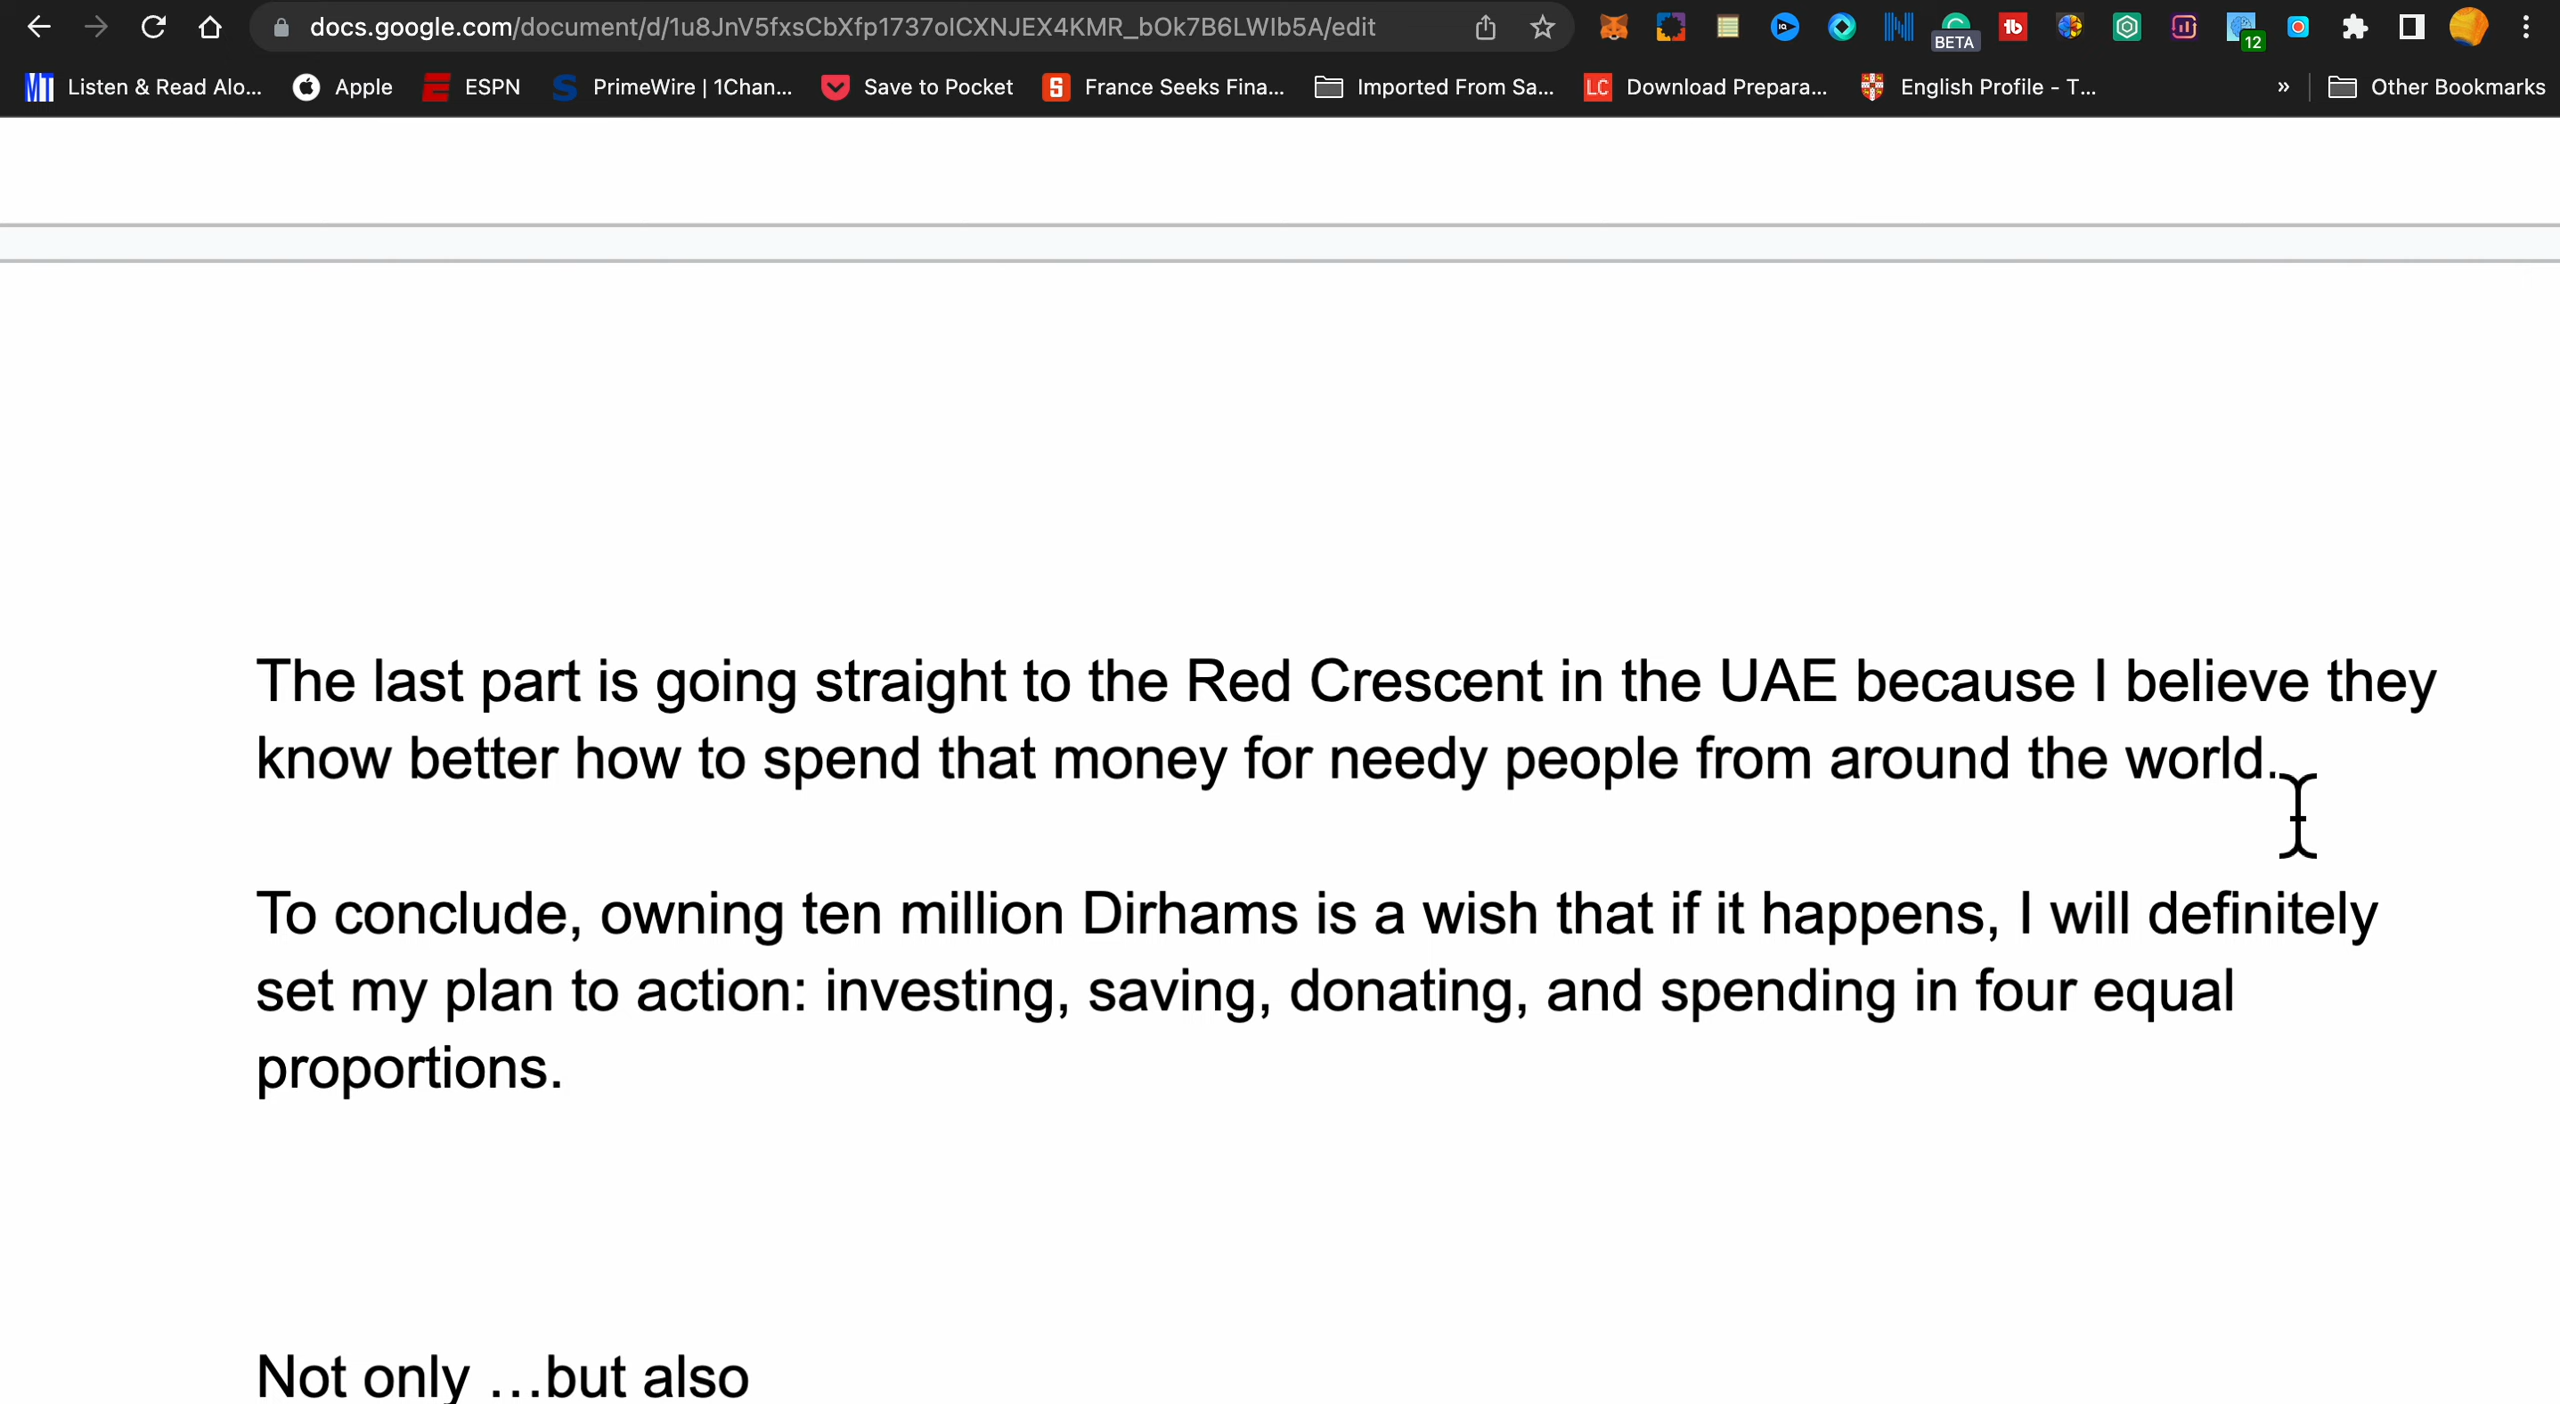 docs.google.com/document/d/1u8JnV5fxsCbXfp1737oICXNJEX4KMR_bOk7B6LWIb5A/edit
BETA
12
Listen & Read Alo...
Apple
ESPN
PrimeWire | 1Chan...
Save to Pocket
France Seeks Fina...
Imported From Sa...
LC Download Prepara...
English Profile - T...
»
Other Bookmarks
The last part is going straight to the Red Crescent in the UAE because I believe they
know better how to spend that money for needy people from around the world.
To conclude, owning ten million Dirhams is a wish that if it happens, I will definitely
set my plan to action: investing, saving, donating, and spending in four equal
proportions.
Not only …but also